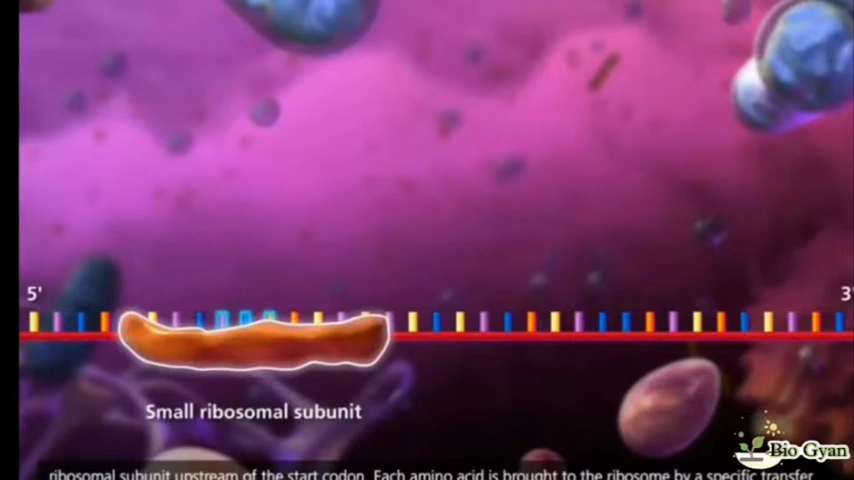 5'
3'
Small ribosomal subunit
Bio Gyan
ribosomal subunit upstream of the start codon. Each amino acid is brought to the ribosome by a specific transfer